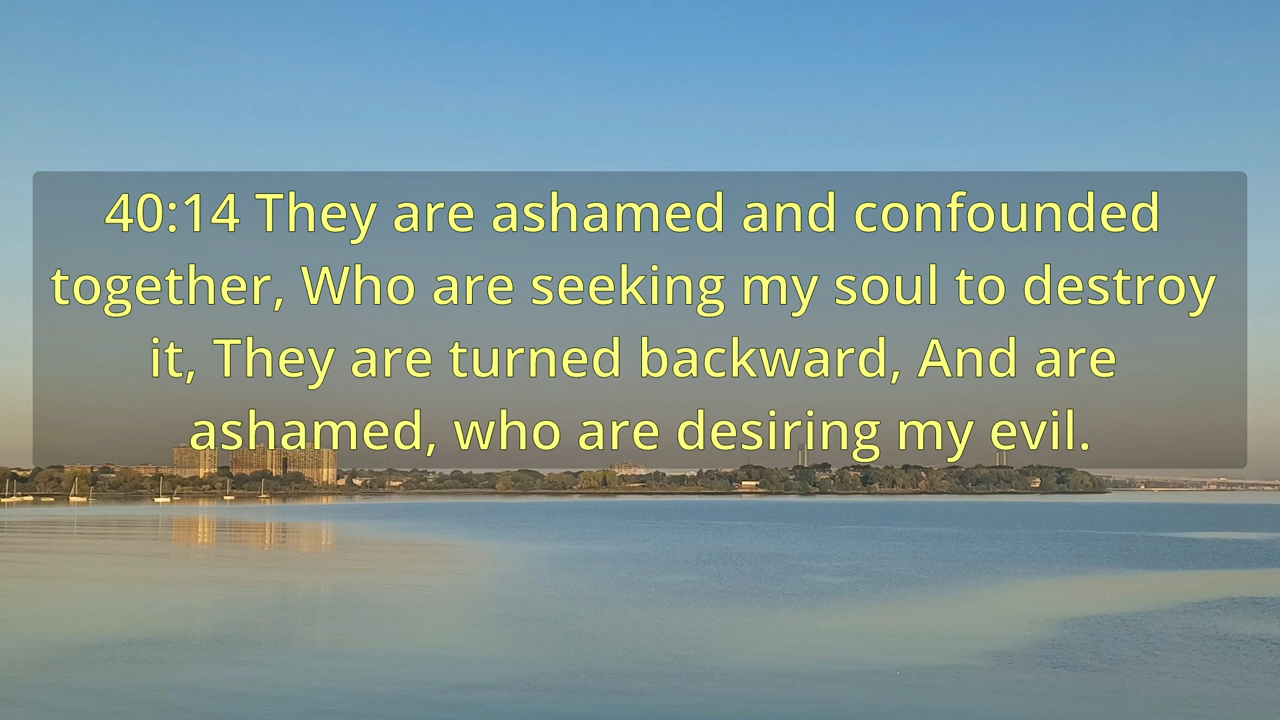 40:14 They are ashamed and confounded
together, Who are seeking my soul to destroy
it, They are turned backward, And are
ashamed, who are desiring my evil.